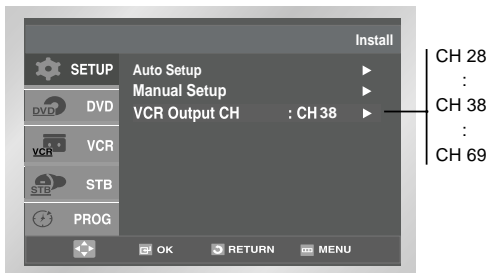 Install
SETUP
DVD DVD
VCR VCR
STB STB
PROG
Auto Setup ►
Manual Setup ►
VCR Output CH : CH 38 ►
OK RETURN MENU
CH 28
:
CH 38
:
CH 69